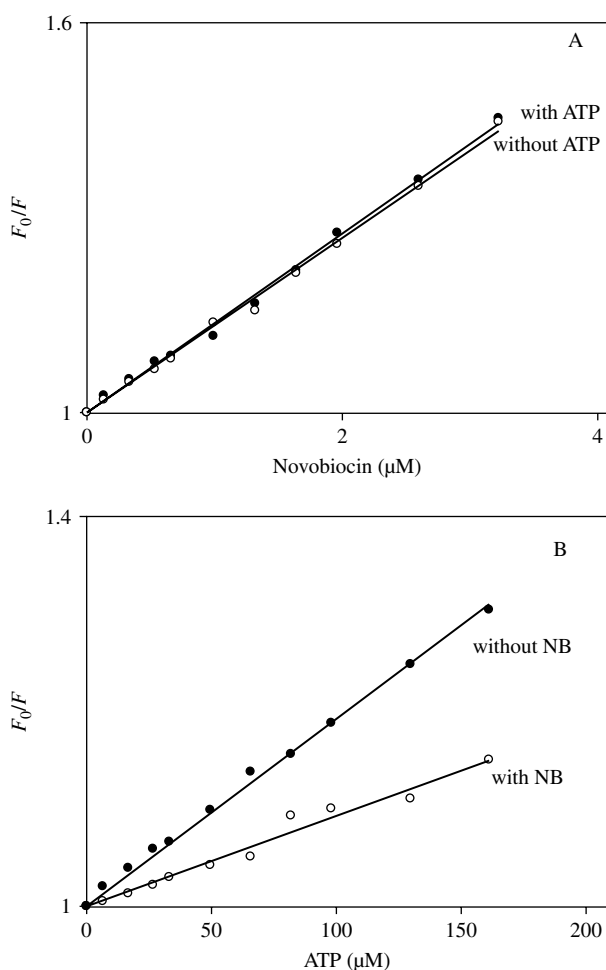 1.6
A
with ATP
without ATP
F₀/F
1
0
2
4
Novobiocin (μM)
1.4
B
without NB
F₀/F
with NB
1
0
50
100
150
200
ATP (μM)